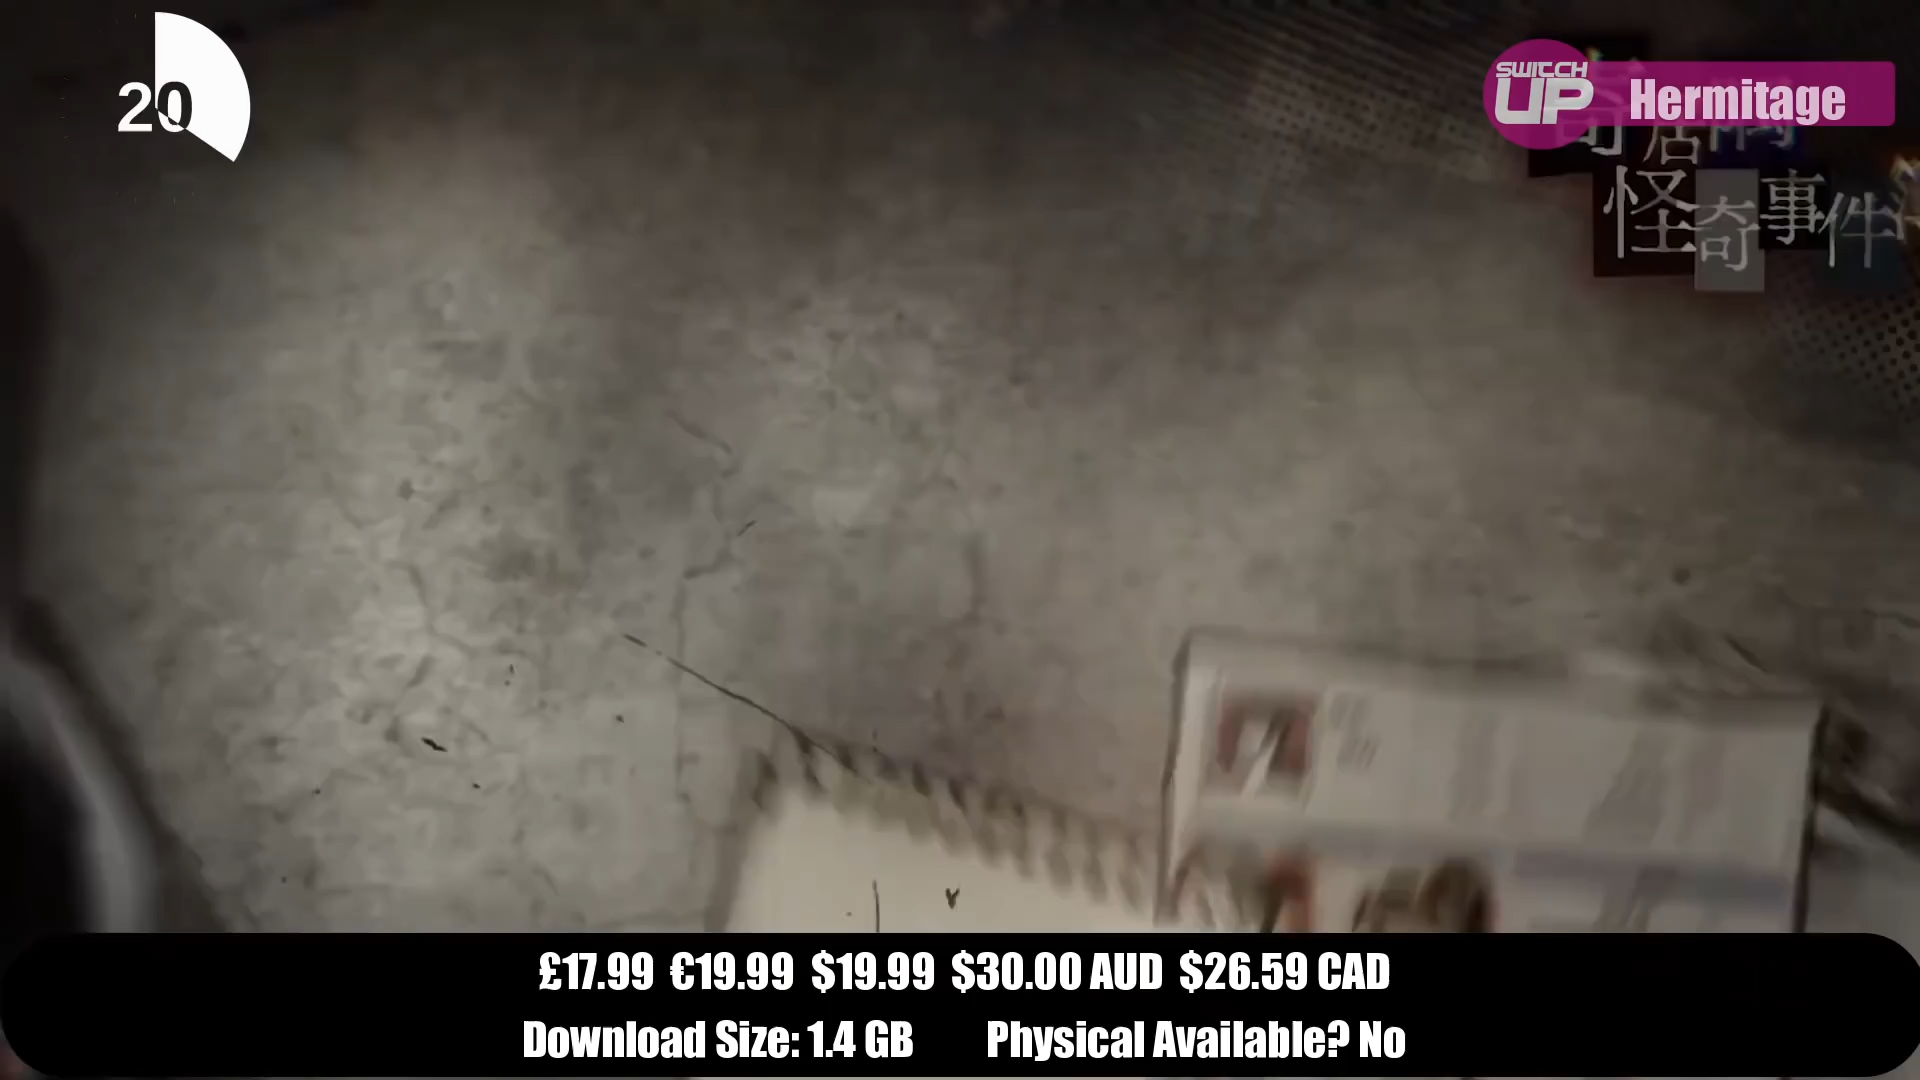 20
SWITCH
UP
Hermitage
居
怪奇事件
£17.99 €19.99 $19.99 $30.00 AUD $26.59 CAD
Download Size: 1.4 GB Physical Available? No